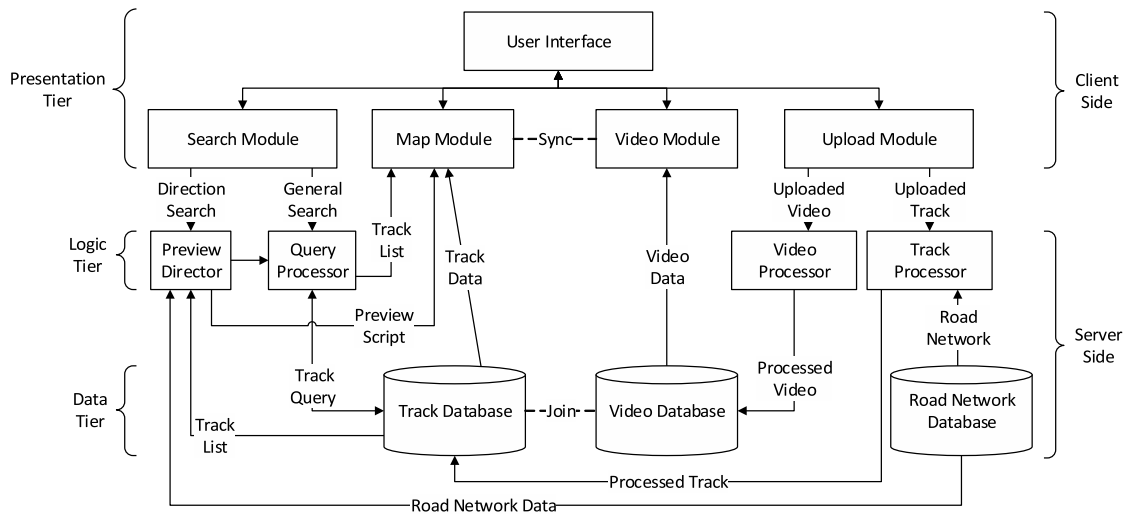 User Interface
Presentation
Tier
Client
Side
Search Module
Map Module
Sync
Video Module
Upload Module
Direction
Search
General
Search
Uploaded
Video
Uploaded
Track
Logic
Tier
Preview
Director
Query
Processor
Track
List
Track
Data
Video
Data
Video
Processor
Track
Processor
Preview
Script
Road
Network
Server
Side
Track
Query
Processed
Video
Data
Tier
Track Database
Join
Video Database
Road Network
Database
Track
List
Processed Track
Road Network Data